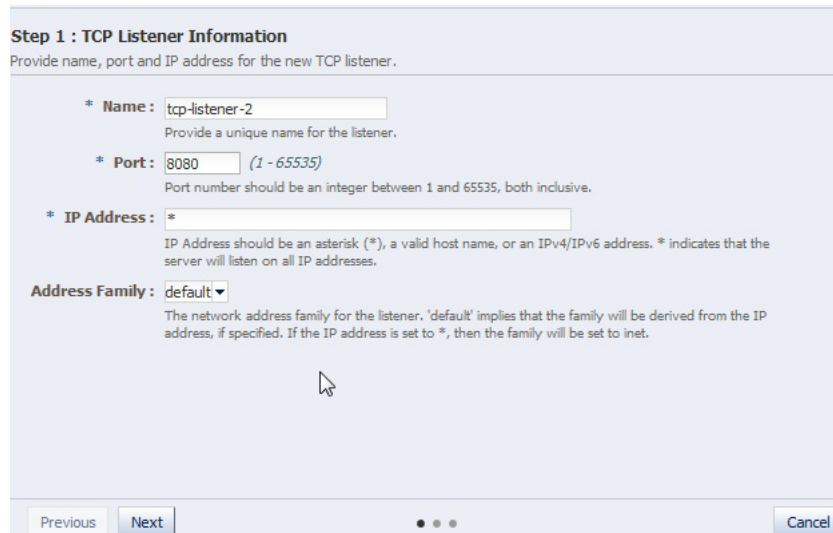 Step 1 : TCP Listener Information
Provide name, port and IP address for the new TCP listener.
* Name : tcp-listener-2
Provide a unique name for the listener.
* Port : 8080 (1 - 65535)
Port number should be an integer between 1 and 65535, both inclusive.
* IP Address : *
IP Address should be an asterisk (*), a valid host name, or an IPv4/IPv6 address. * indicates that the
server will listen on all IP addresses.
Address Family : default
The network address family for the listener. 'default' implies that the family will be derived from the IP
address, if specified. If the IP address is set to *, then the family will be set to inet.
Previous Next Cancel